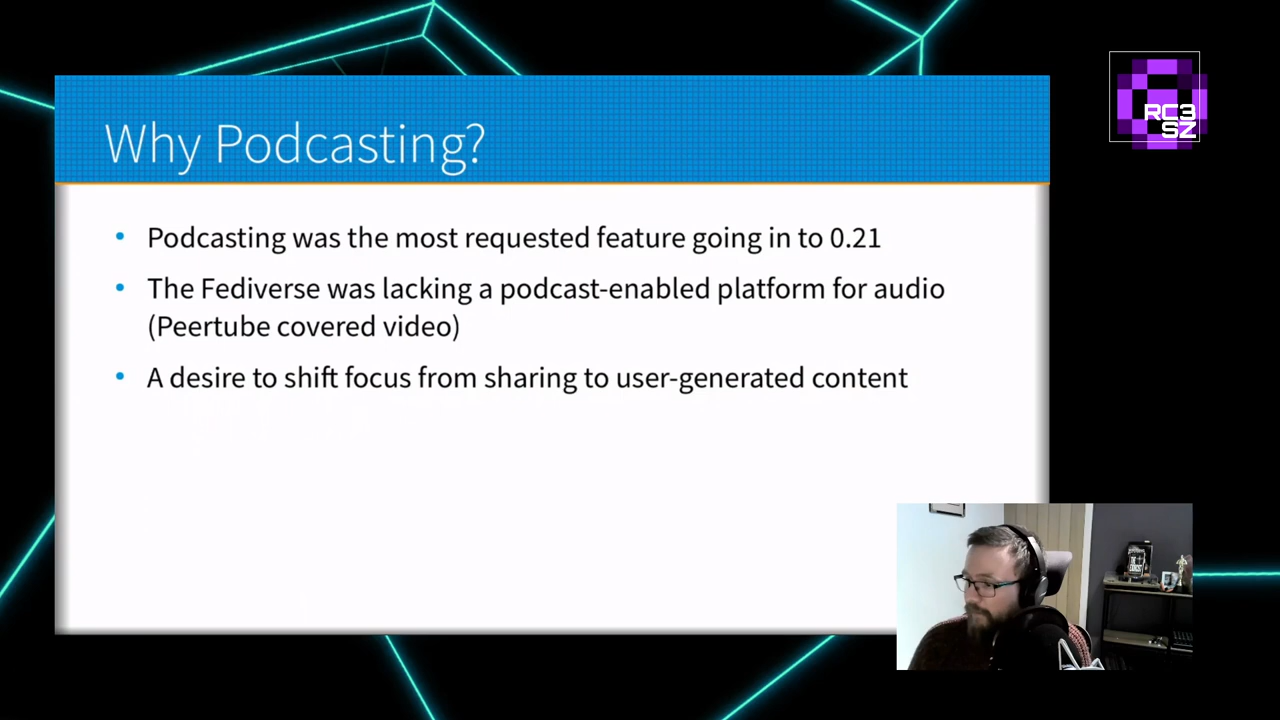 Why Podcasting?
RC3
SZ
Podcasting was the most requested feature going in to 0.21
The Fediverse was lacking a podcast-enabled platform for audio
(Peertube covered video)
A desire to shift focus from sharing to user-generated content